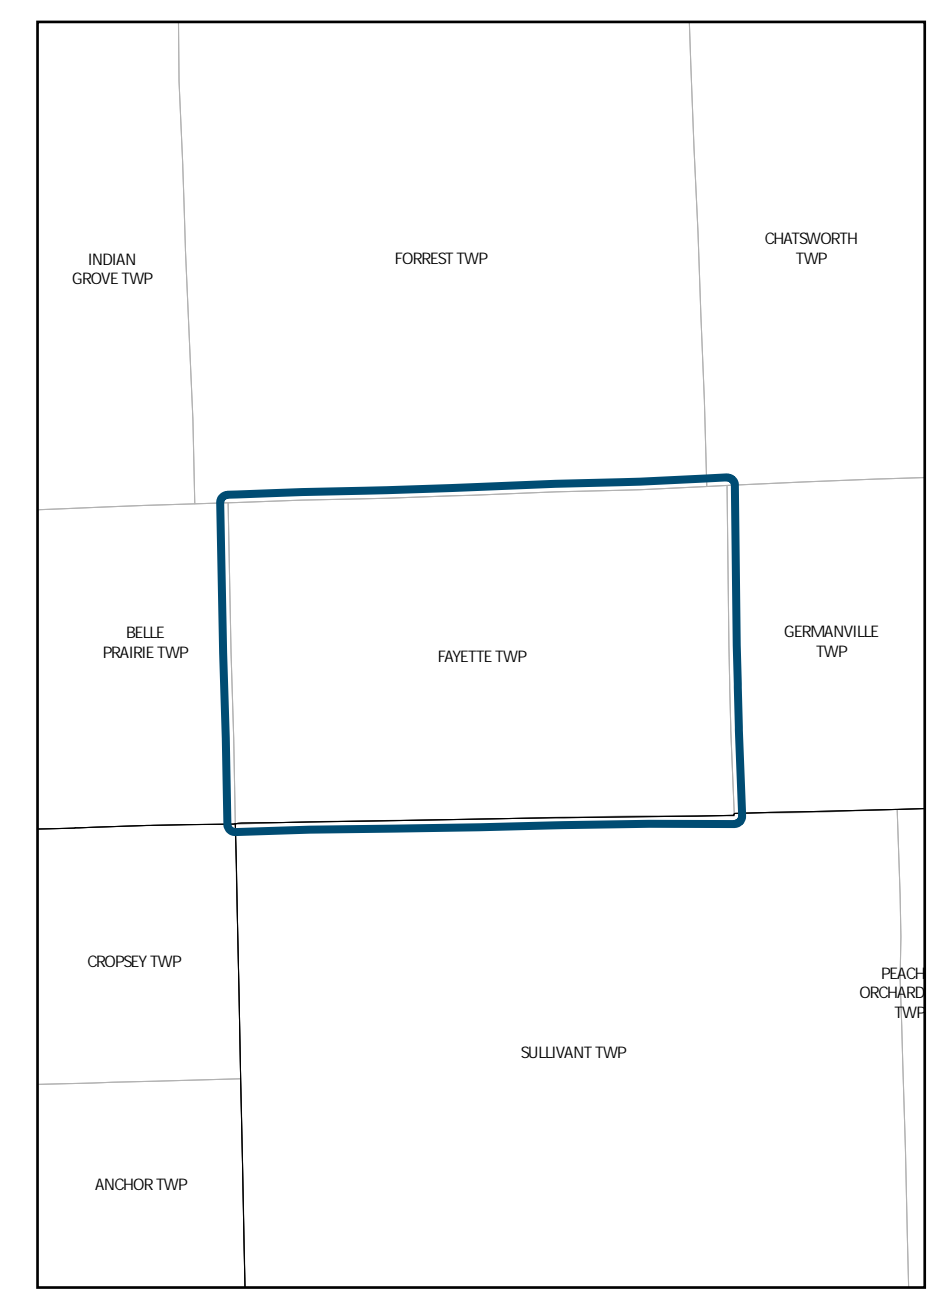 INDIAN
GROVE TWP
FORREST TWP
CHATSWORTH
TWP
BELLE
PRAIRIE TWP
FAYETTE TWP
GERMANVILLE
TWP
CROPSEY TWP
PEACH
ORCHARD
TWP
SULLIVANT TWP
ANCHOR TWP